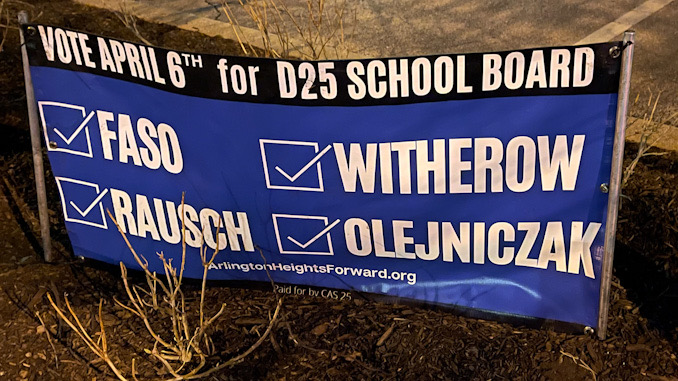 VOTE APRIL 6TH for D25 SCHOOL BOARD
FASO
WITHEROW
RAUSCH
OLEJNICZAK
ArlingtonHeightsForward.org
Paid for by CAS 25